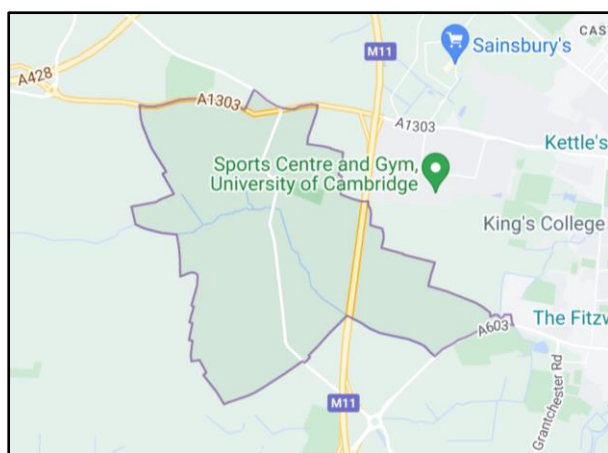 M11
CAS
Sainsbury's
A428
A1303
A1303
Kettle's
Sports Centre and Gym,
University of Cambridge
King's College
The Fitzw
A603
M11
Grantchester Rd